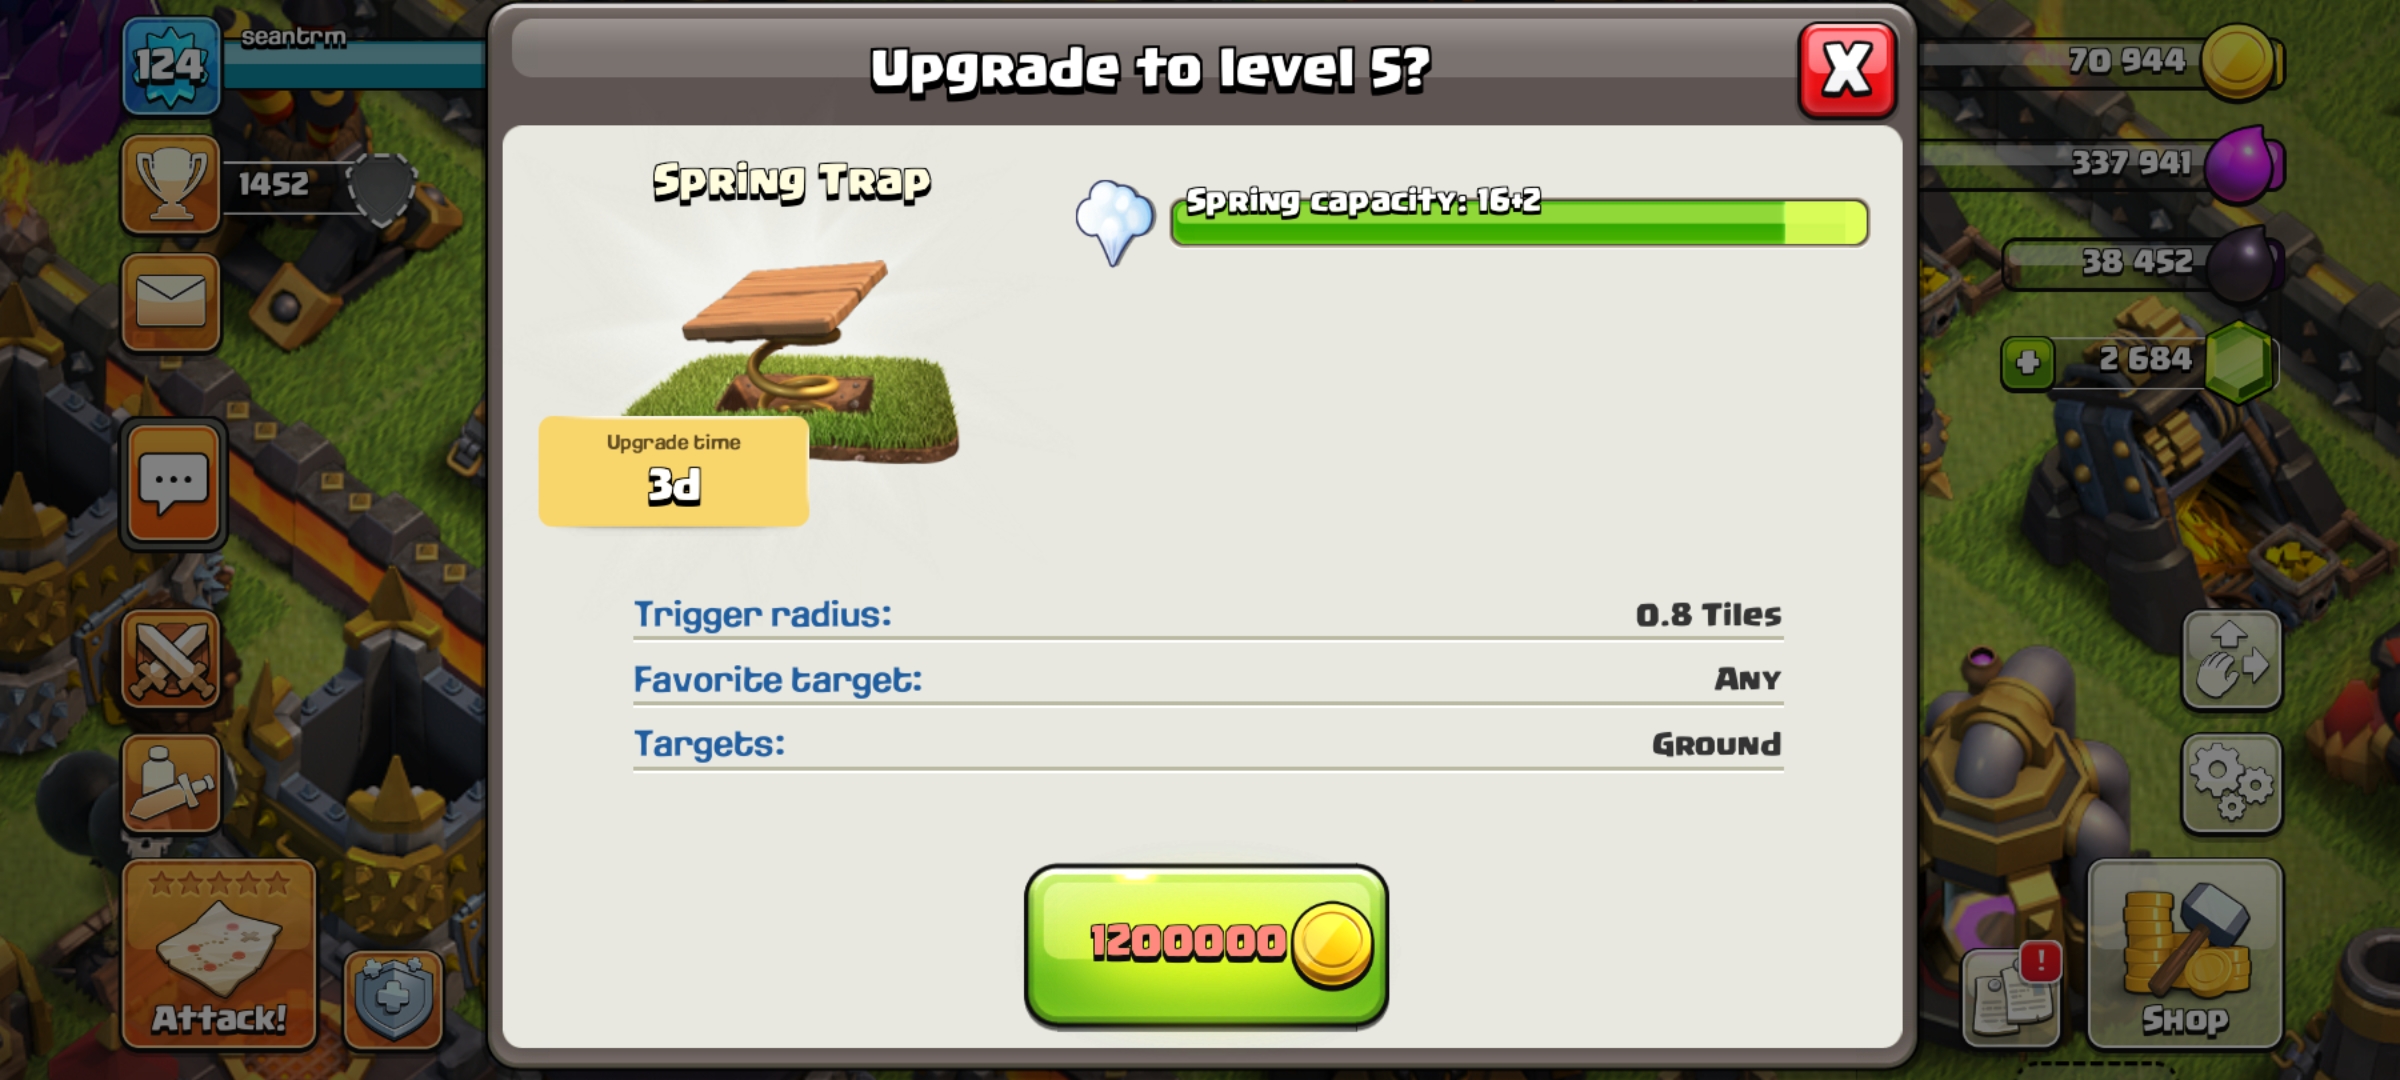 124
seantrm
Upgrade to level 5?
X
70 944
1452
Spring Trap
Spring capacity: 16+2
337 941
38 452
2 684
Upgrade time
3d
Trigger radius:
0.8 Tiles
Favorite target:
Any
Targets:
Ground
1200000
!
Attack!
Shop